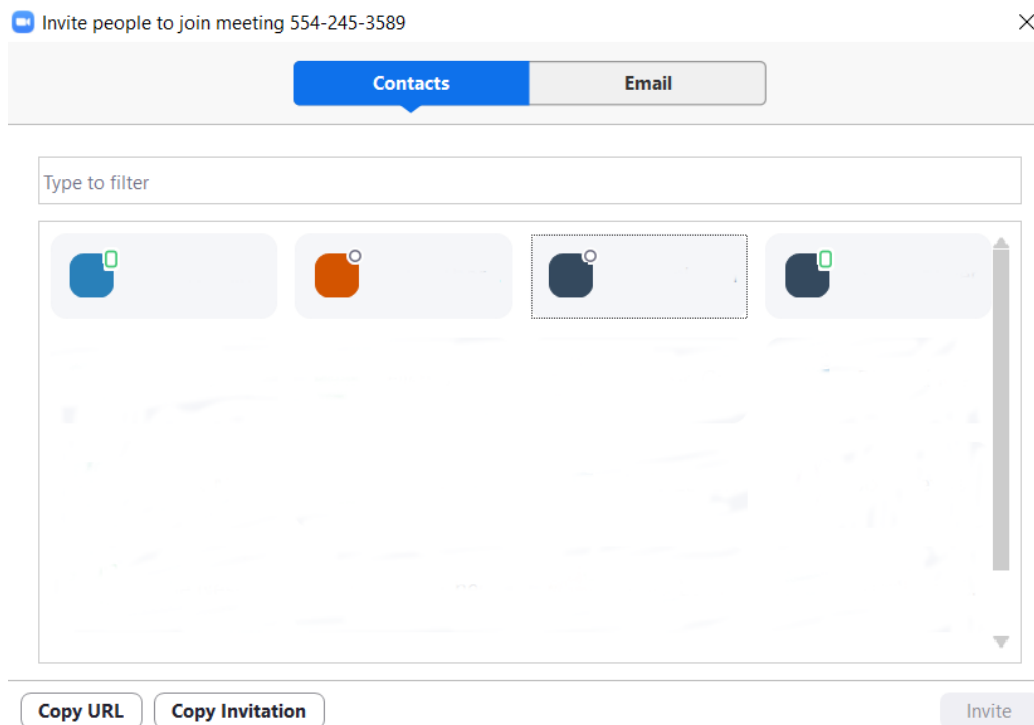 Invite people to join meeting 554-245-3589
Contacts Email
Type to filter
Copy URL Copy Invitation Invite